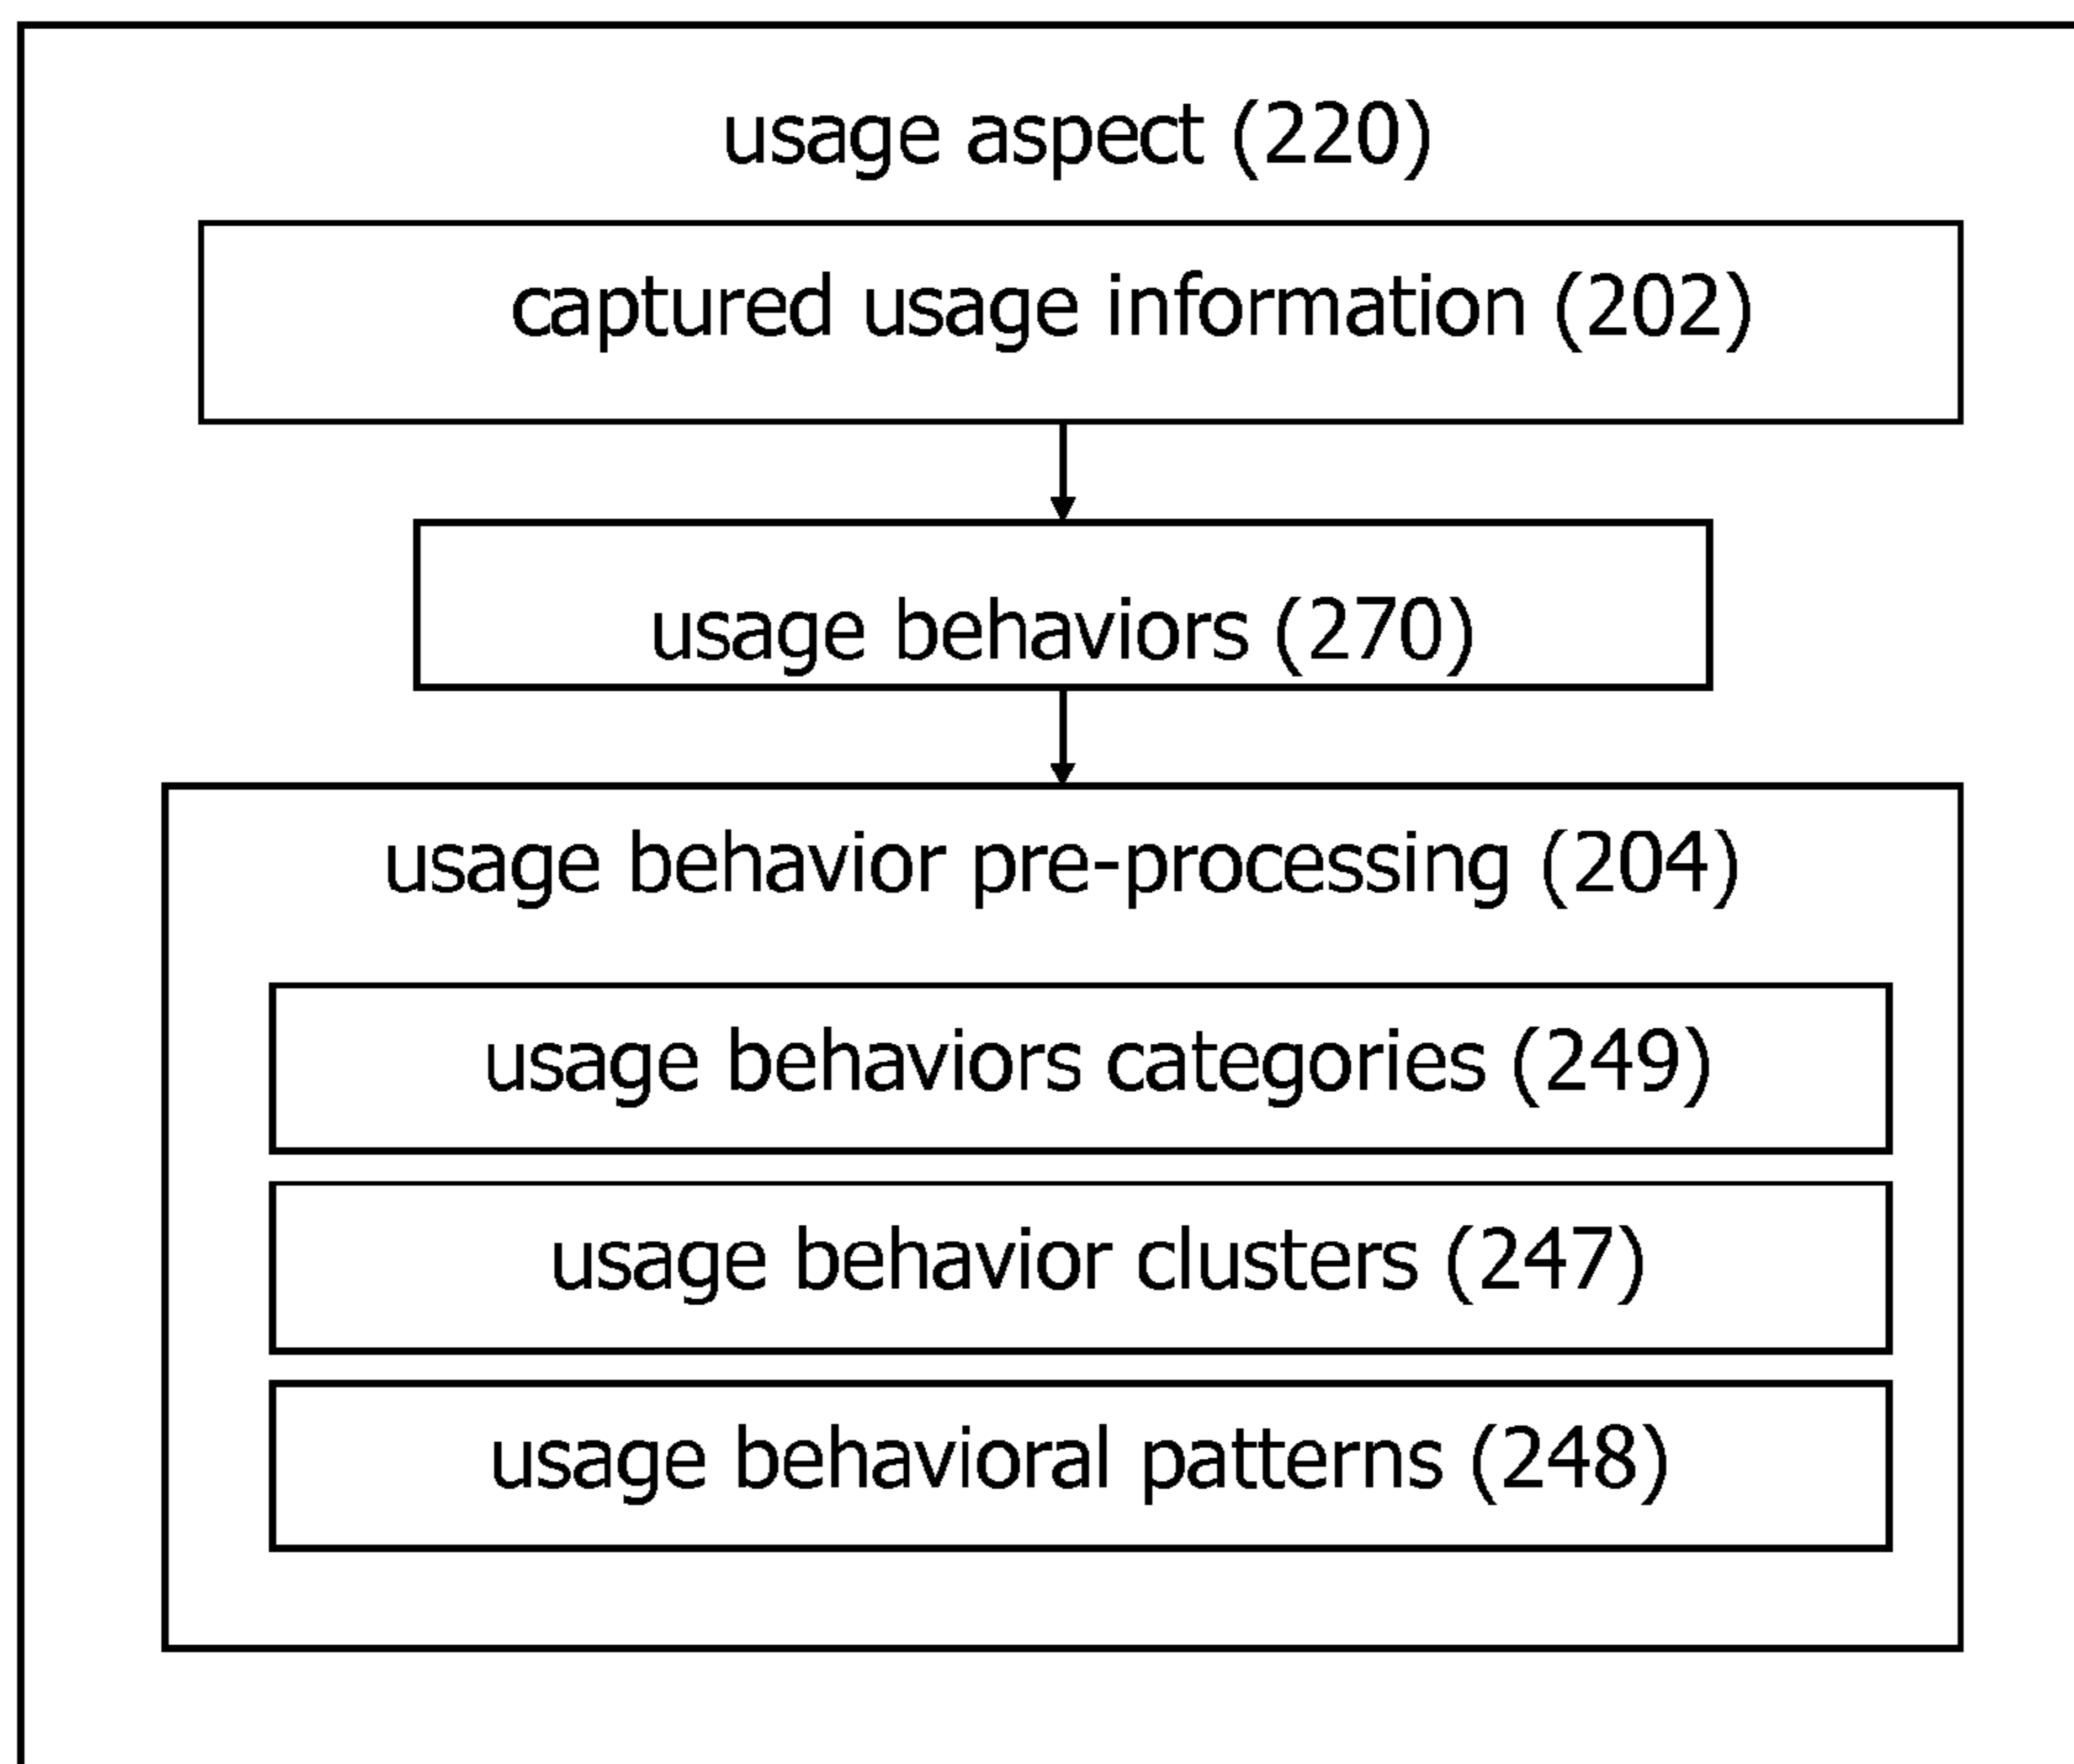 usage aspect (220)
captured usage information (202)
usage behaviors (270)
usage behavior pre-processing (204)
usage behaviors categories (249)
usage behavior clusters (247)
usage behavioral patterns (248)